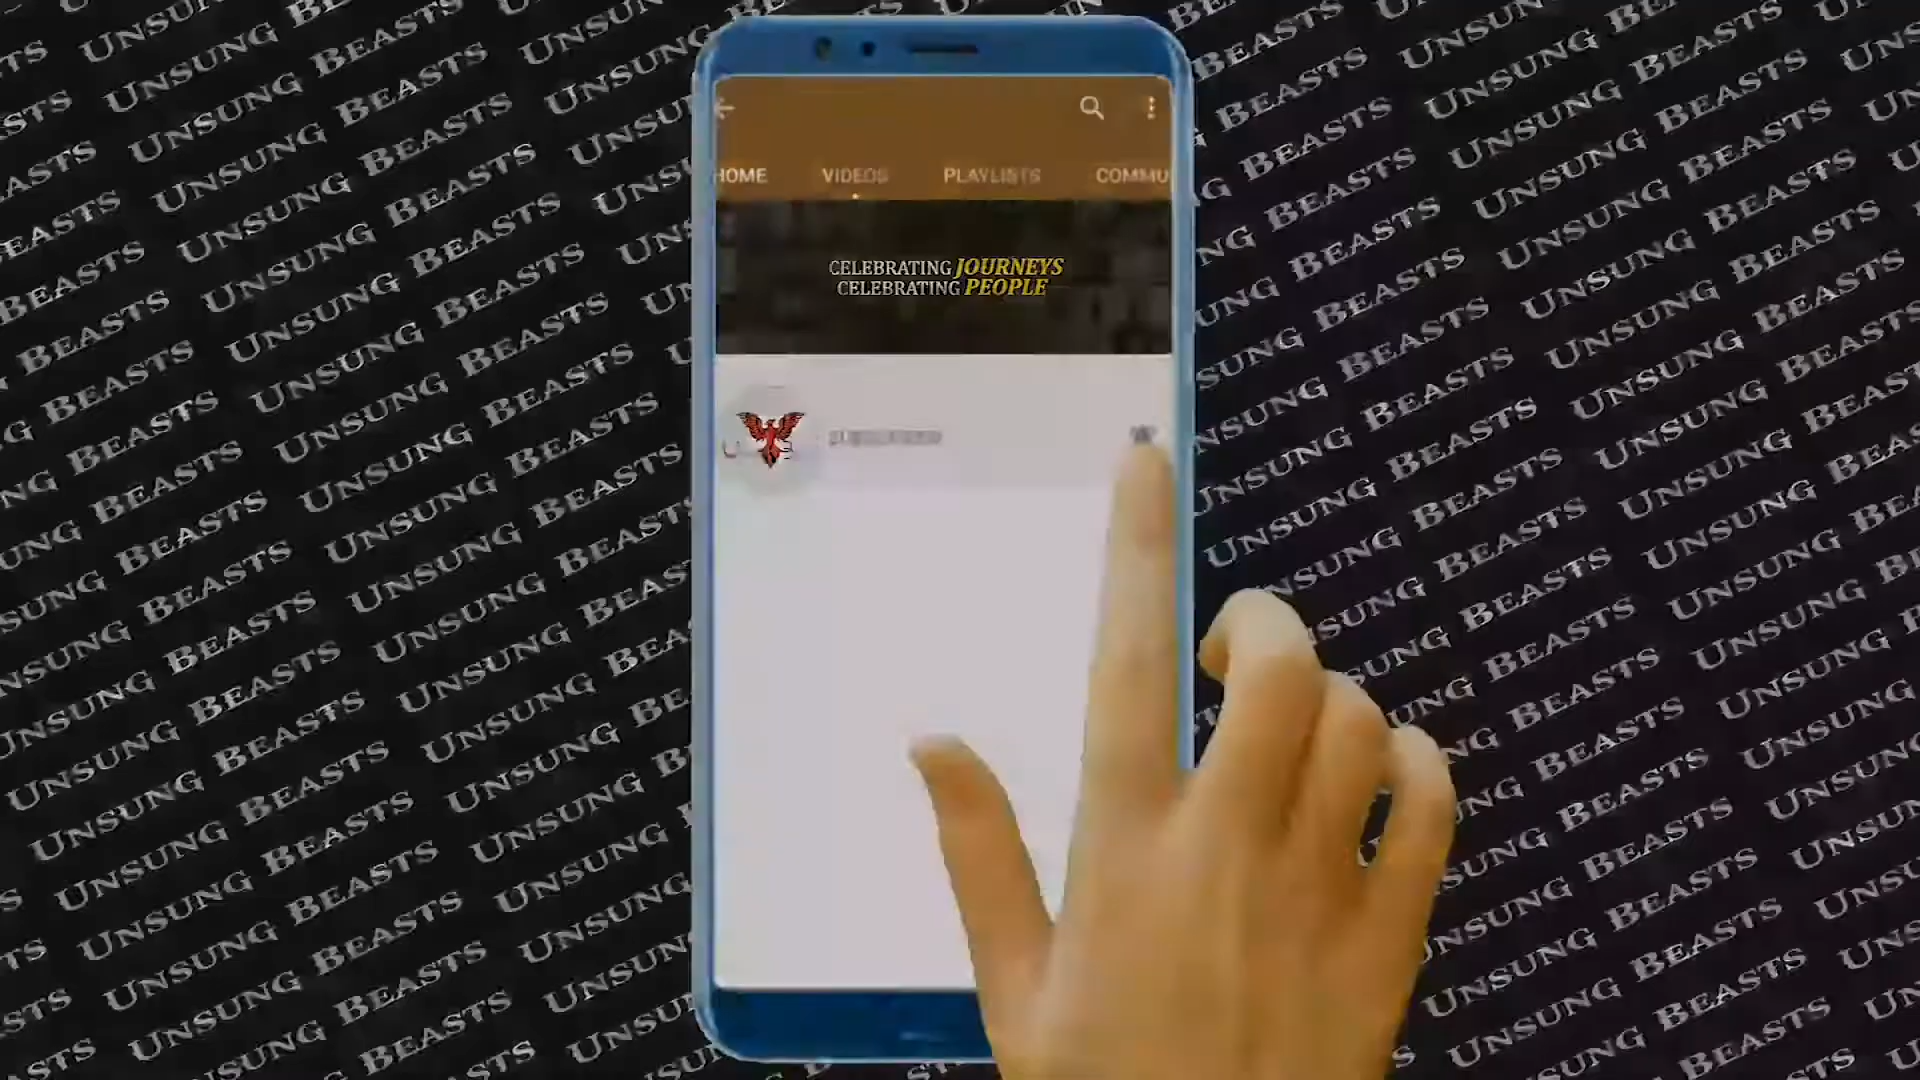 HOME VIDEOS PLAYLISTS COMMU
CELEBRATING JOURNEYS
CELEBRATING PEOPLE
UNSUNG BEASTS